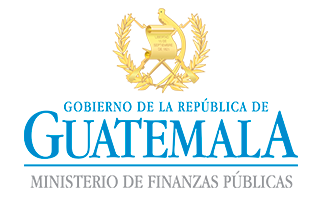 GOBIERNO DE LA REPÚBLICA DE
GUATEMALA
MINISTERIO DE FINANZAS PÚBLICAS